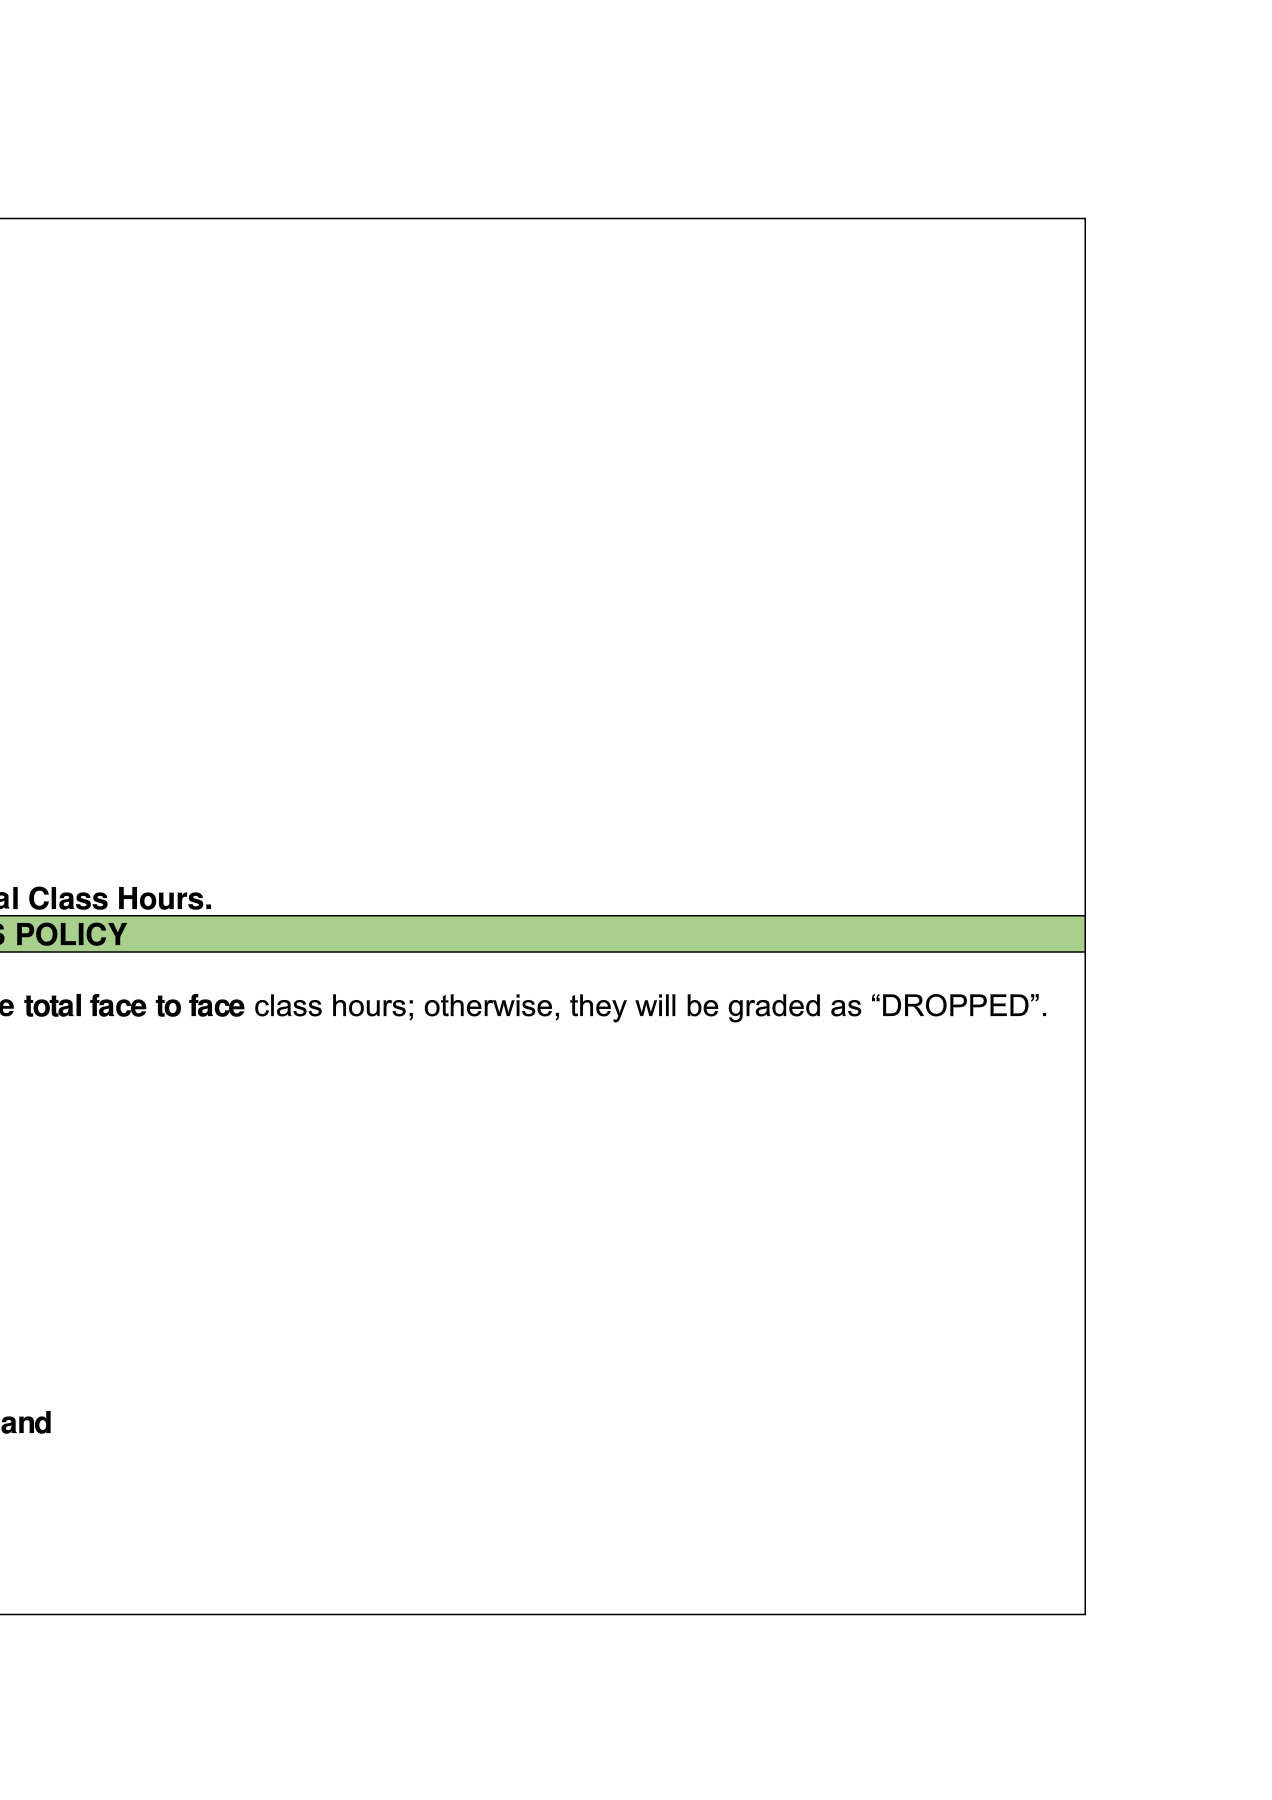 al Class Hours.
S POLICY
e total face to face class hours; otherwise, they will be graded as “DROPPED”.
and